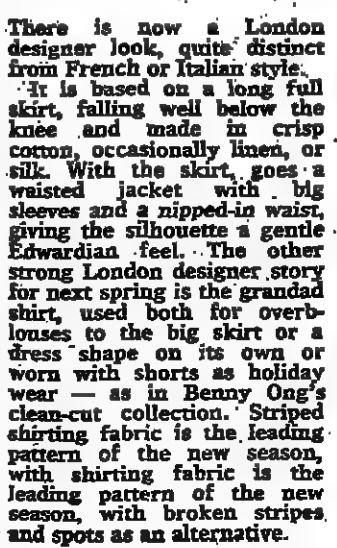 There is now a London
designer look, quite distinct
from French or Italian style.
It is based on a long full
skirt, falling well below the
knee and made in crisp
cotton, occasionally linen, or
silk. With the skirt, goes a
waisted jacket with big
sleeves and a nipped-in waist,
giving the silhouette a gentle
Edwardian feel. The other
strong London designer story
for next spring is the grandad
shirt, used both for overb-
louses to the big skirt or a
dress shape on its own or
worn with shorts as holiday
wear — as in Benny Ong's
clean-cut collection. Striped
shirting fabric is the leading
pattern of the new season,
with shirting fabric is the
leading pattern of the new
season, with broken stripes
and spots as an alternative.